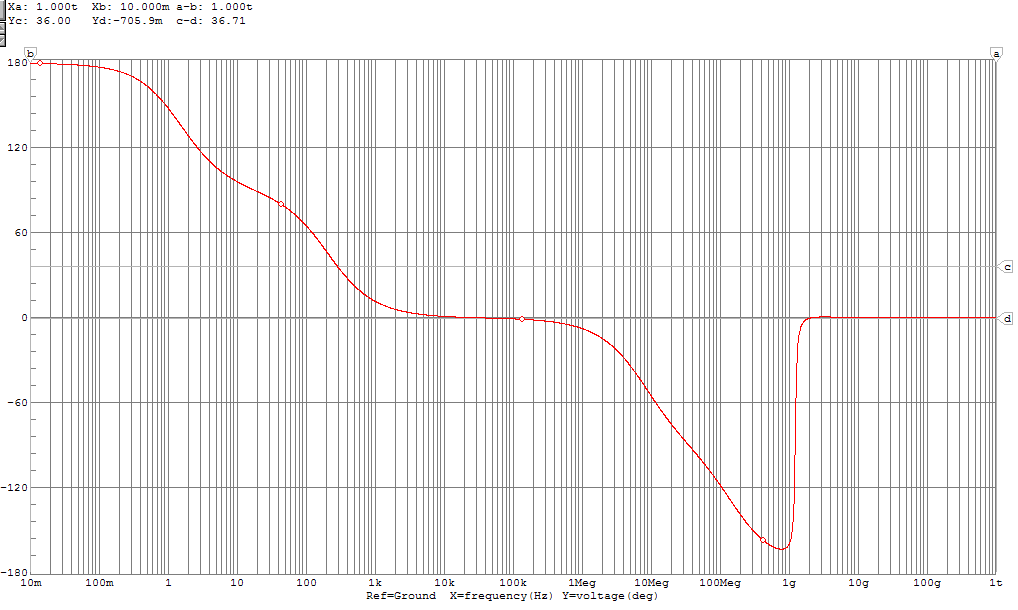 Xa: 1.000t Xb: 10.000m a-b: 1.000t
Yc: 36.00 Yd:-705.9m c-d: 36.71
b a
180
120
60
c
0 d
-60
-120
-180
10m 100m 1 10 100 1k 10k 100k 1Meg 10Meg 100Meg 1g 10g 100g 1t
Ref=Ground X=frequency(Hz) Y=voltage(deg)